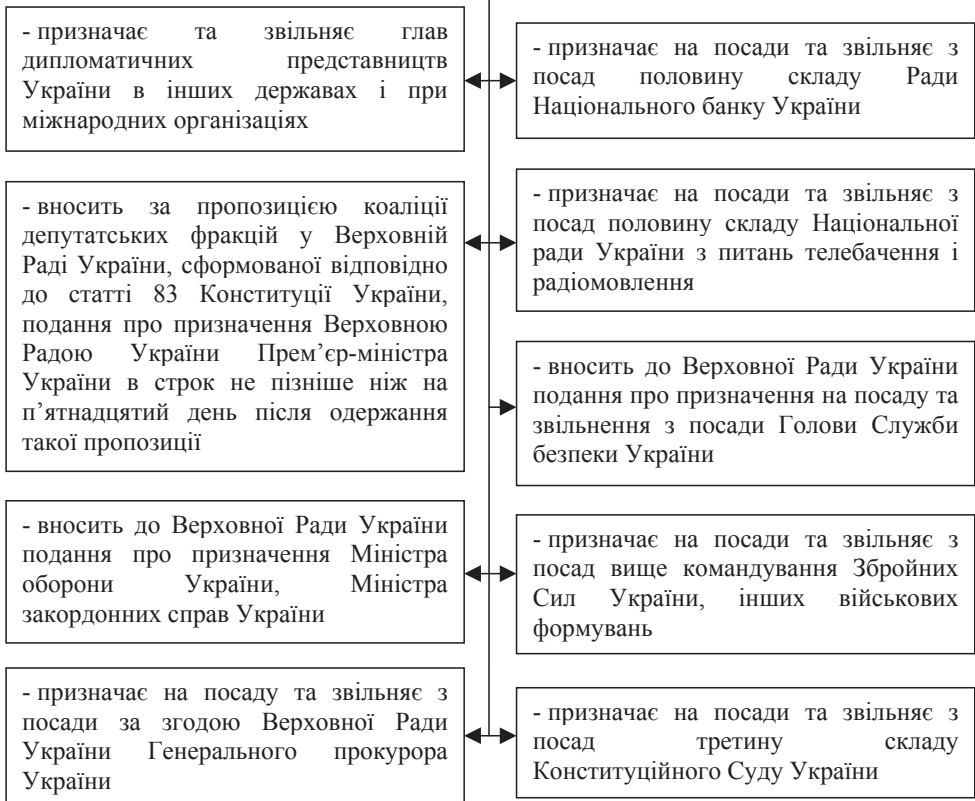 - призначає та звільняє глав
дипломатичних представництв
України в інших державах і при
міжнародних організаціях
- призначає на посади та звільняє з
посад половину складу Ради
Національного банку України
- вносить за пропозицією коаліції
депутатських фракцій у Верховній
Раді України, сформованої відповідно
до статті 83 Конституції України,
подання про призначення Верховною
Радою України Прем’єр-міністра
України в строк не пізніше ніж на
п’ятнадцятий день після одержання
такої пропозиції
- призначає на посади та звільняє з
посад половину складу Національної
ради України з питань телебачення і
радіомовлення
- вносить до Верховної Ради України
подання про призначення на посаду та
звільнення з посади Голови Служби
безпеки України
- вносить до Верховної Ради України
подання про призначення Міністра
оборони України, Міністра
закордонних справ України
- призначає на посади та звільняє з
посад вище командування Збройних
Сил України, інших військових
формувань
- призначає на посаду та звільняє з
посади за згодою Верховної Ради
України Генерального прокурора
України
- призначає на посади та звільняє з
посад третину складу
Конституційного Суду України